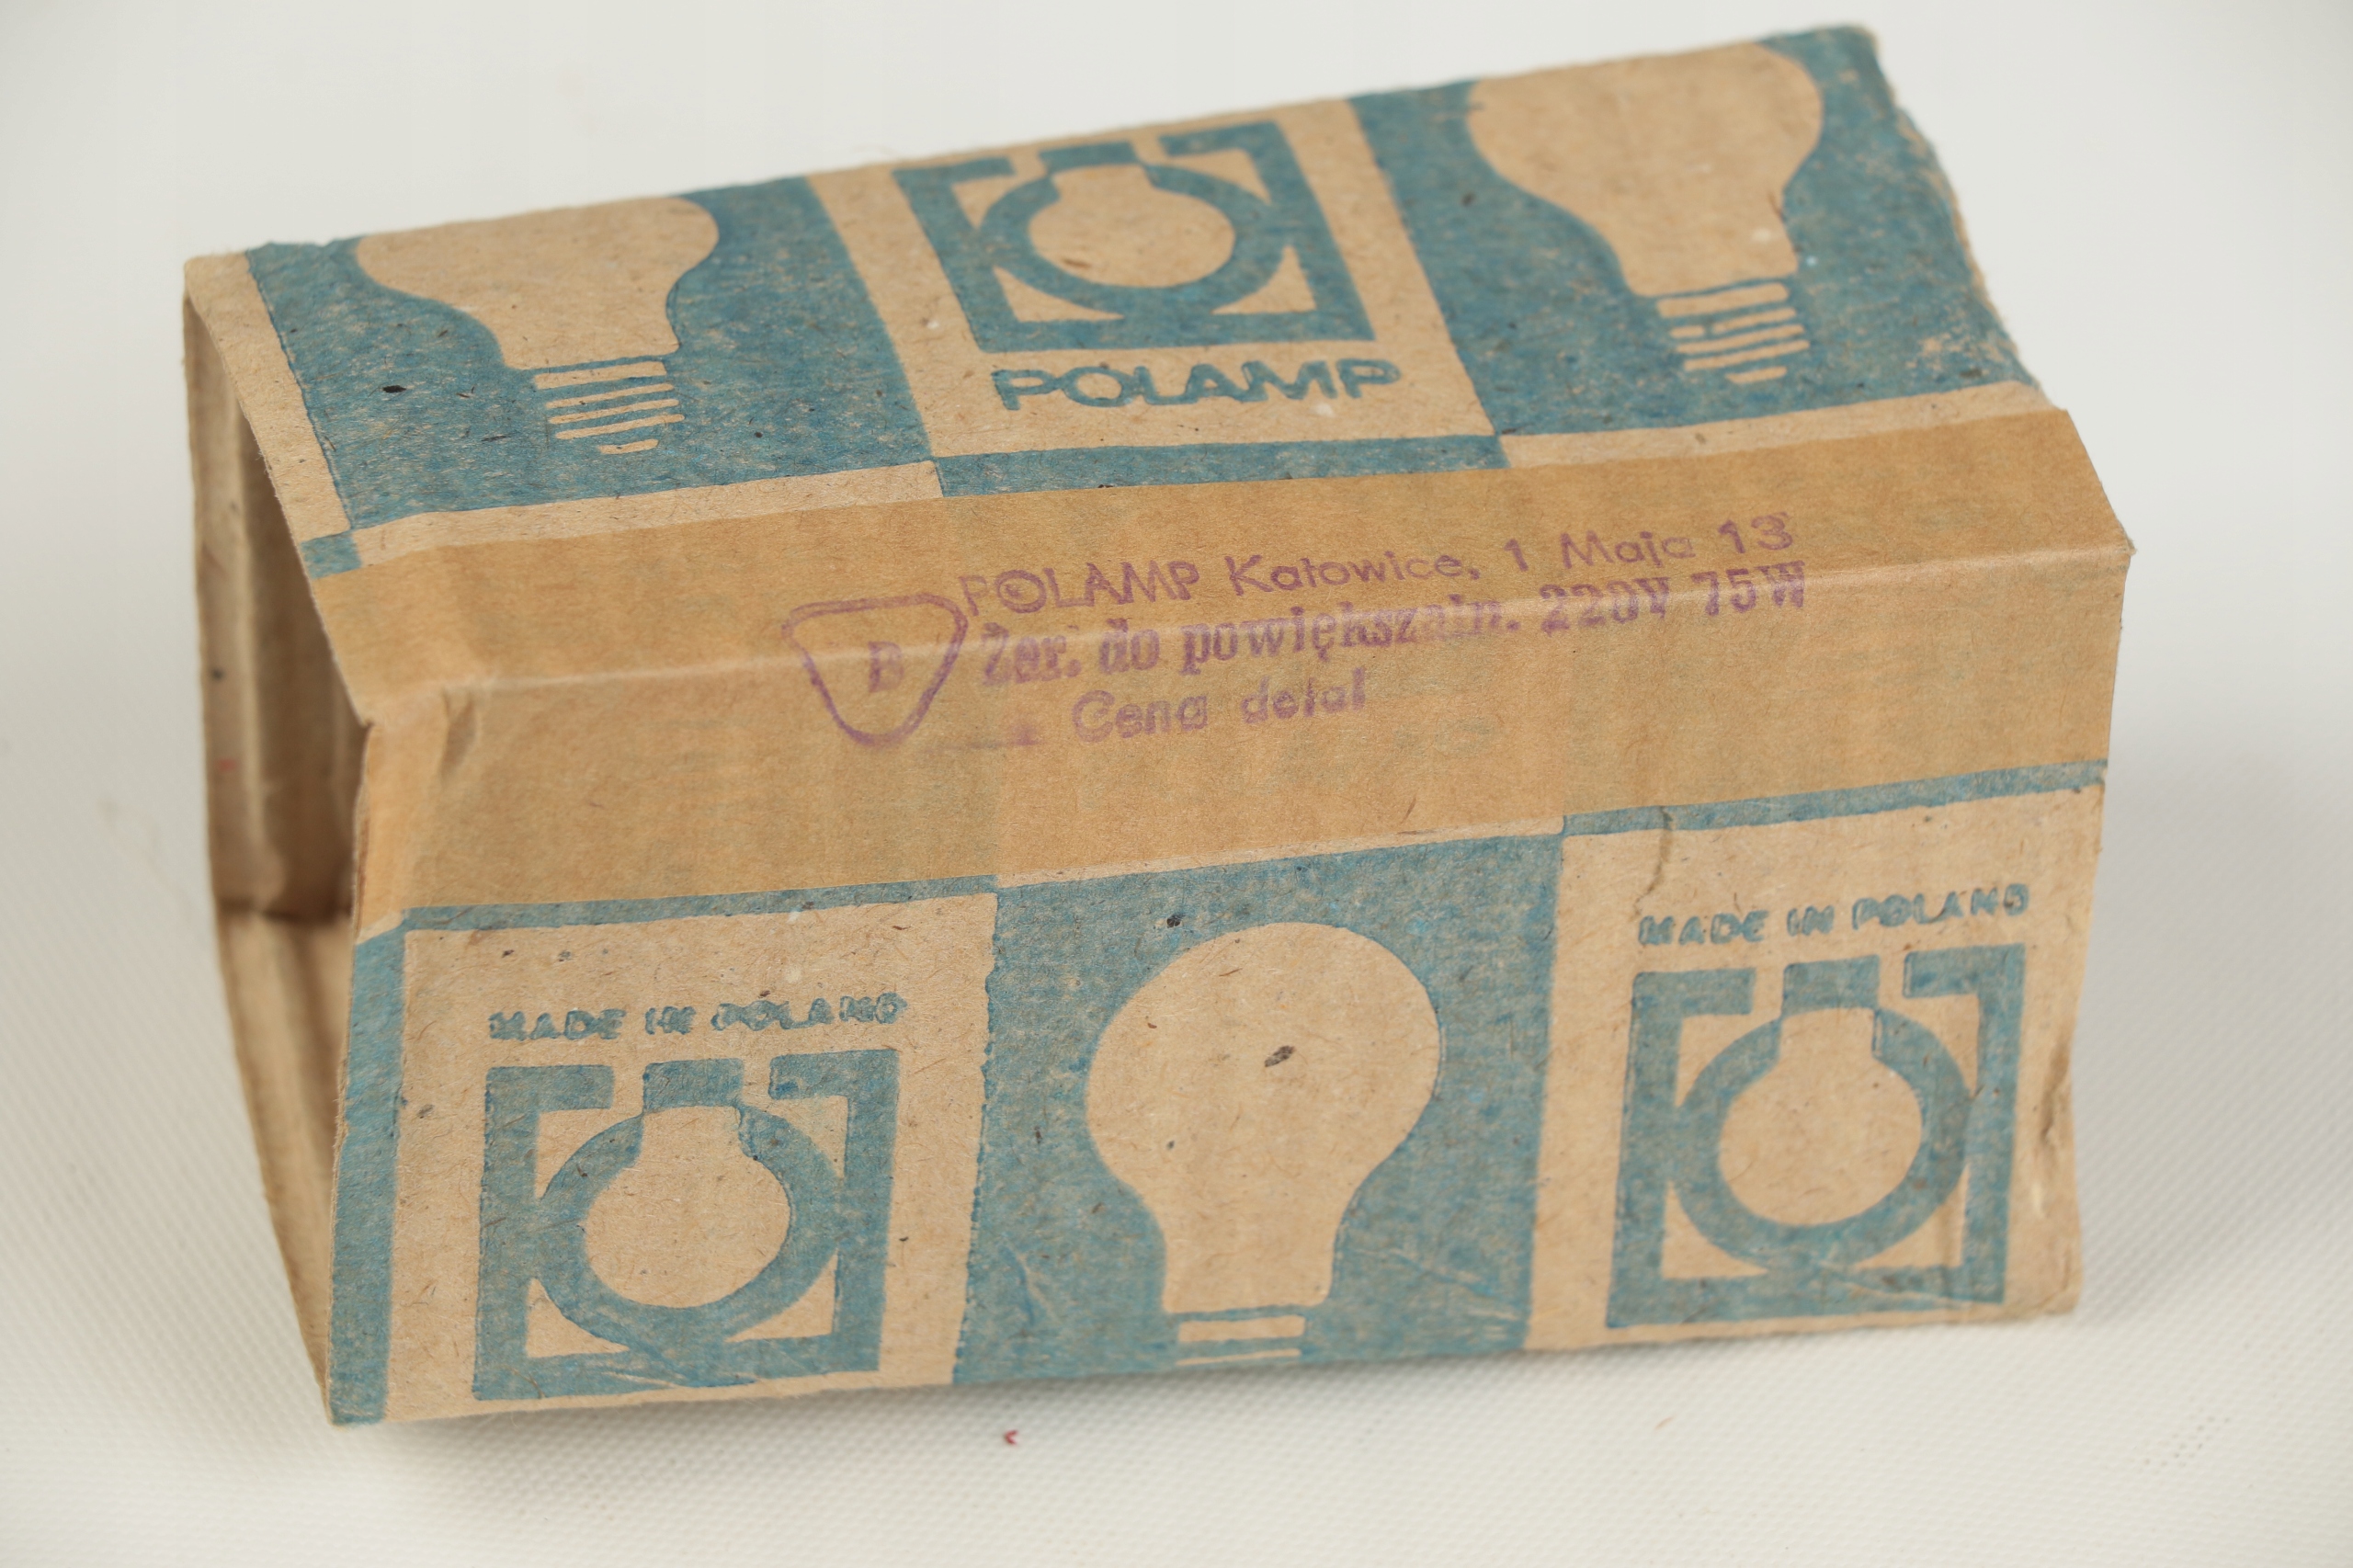 POLAMP
POLAMP Katowice, 1 Maja 13
B
Żar. do powiększaln. 220V 75W
Cena detal
MADE IN POLAND
MADE IN POLAND